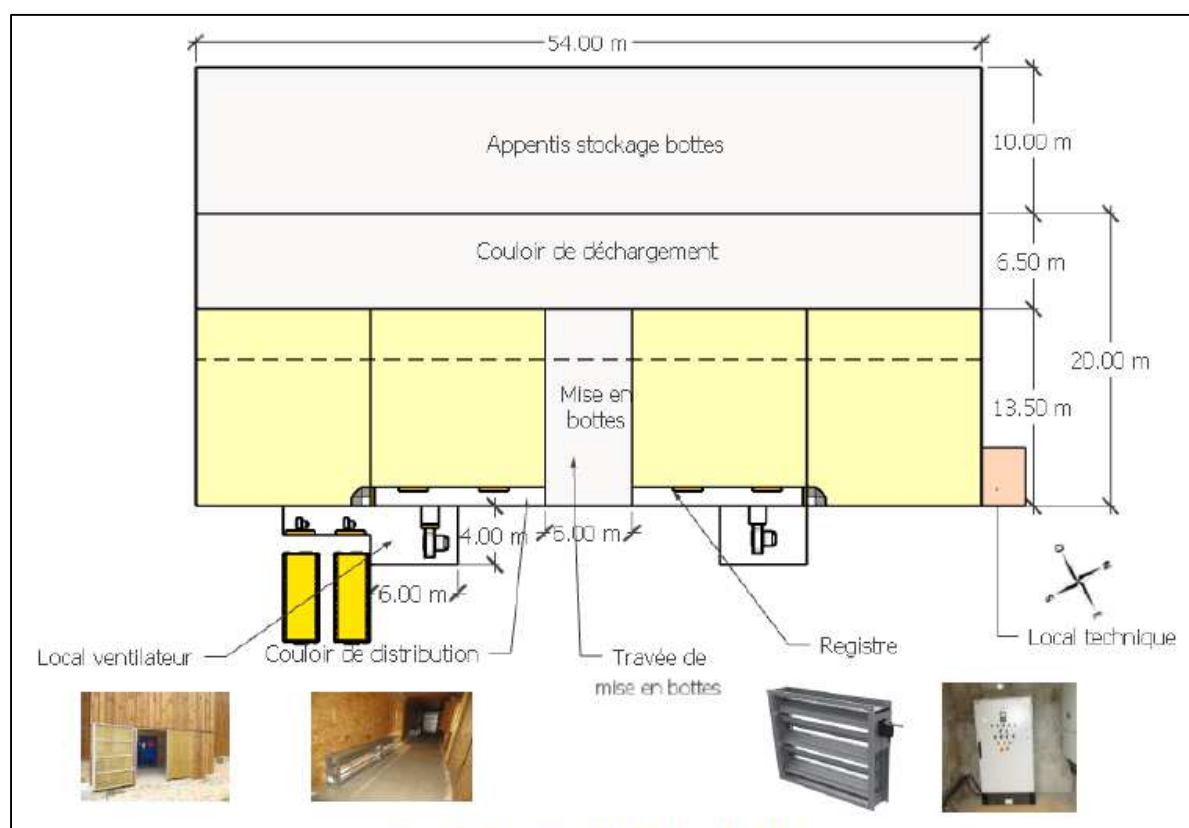 54.00 m
Appentis stockage bottes
10.00 m
Couloir de déchargement
6.50 m
20.00 m
Mise en
bottes
13.50 m
4.00 m
6.00 m
6.00 m
Local ventilateur
Couloir de distribution
Travée de
mise en bottes
Registre
Local technique